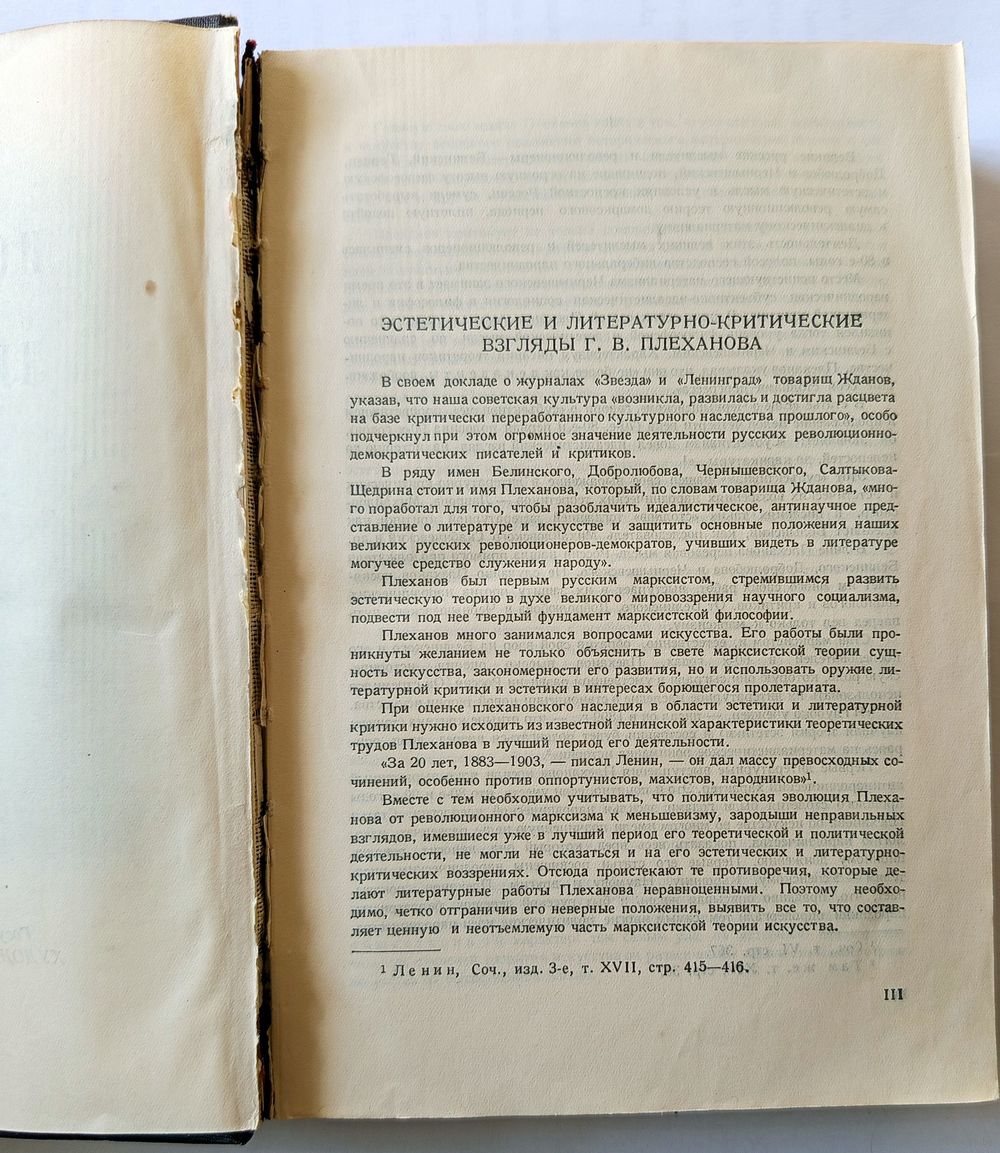 ЭСТЕТИЧЕСКИЕ И ЛИТЕРАТУРНО-КРИТИЧЕСКИЕ
ВЗГЛЯДЫ Г. В. ПЛЕХАНОВА
В своем докладе о журналах «Звезда» и «Ленинград» товарищ Жданов,
указав, что наша советская культура «возникла, развилась и достигла расцвета
на базе критически переработанного культурного наследства прошлого», особо
подчеркнул при этом огромное значение деятельности русских революционно-
демократических писателей и критиков.
В ряду имен Белинского, Добролюбова, Чернышевского, Салтыкова-
Щедрина стоит и имя Плеханова, который, по словам товарища Жданова, «мно-
го поработал для того, чтобы разоблачить идеалистическое, антинаучное пред-
ставление о литературе и искусстве и защитить основные положения наших
великих русских революционеров-демократов, учивших видеть в литературе
могучее средство служения народу».
Плеханов был первым русским марксистом, стремившимся развить
эстетическую теорию в духе великого мировоззрения научного социализма,
подвести под нее твердый фундамент марксистской философии.
Плеханов много занимался вопросами искусства. Его работы были про-
никнуты желанием не только объяснить в свете марксистской теории сущ-
ность искусства, закономерности его развития, но и использовать оружие ли-
тературной критики и эстетики в интересах борющегося пролетариата.
При оценке плехановского наследия в области эстетики и литературной
критики нужно исходить из известной ленинской характеристики теоретических
трудов Плеханова в лучший период его деятельности.
«За 20 лет, 1883—1903, — писал Ленин, — он дал массу превосходных со-
чинений, особенно против оппортунистов, махистов, народников»¹.
Вместе с тем необходимо учитывать, что политическая эволюция Плеха-
нова от революционного марксизма к меньшевизму, зародыши неправильных
взглядов, имевшиеся уже в лучший период его теоретической и политической
деятельности, не могли не сказаться и на его эстетических и литературно-
критических воззрениях. Отсюда проистекают те противоречия, которые де-
лают литературные работы Плеханова неравноценными. Поэтому необхо-
димо, четко отграничив его неверные положения, выявить все то, что состав-
ляет ценную и неотъемлемую часть марксистской теории искусства.
¹ Ленин, Соч., изд. 3-е, т. XVII, стр. 415—416.
III